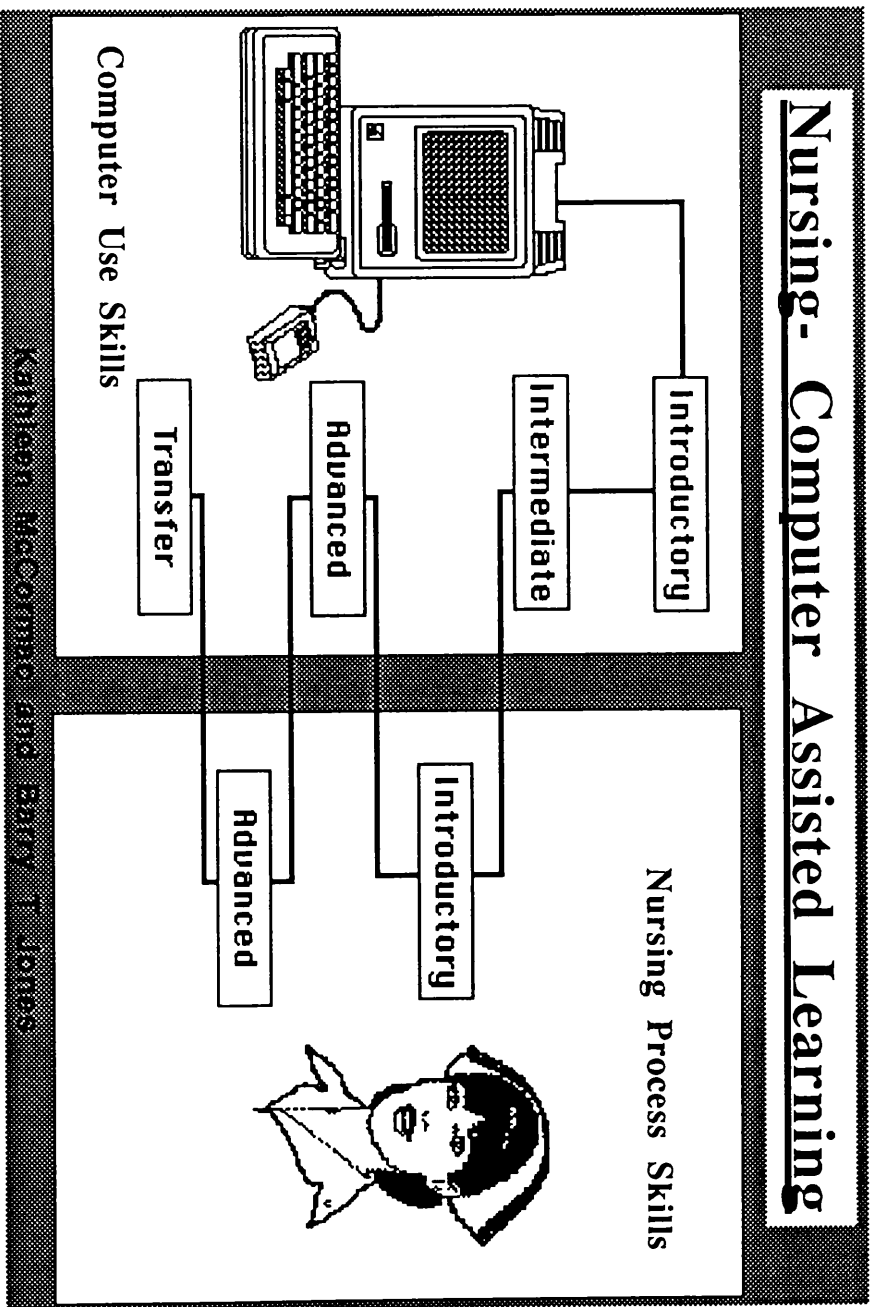 Nursing- Computer Assisted Learning
Nursing Process Skills
Introductory
Intermediate
Introductory
Advanced
Advanced
Transfer
Computer Use Skills
Kathleen McCormac and Barry T Jones